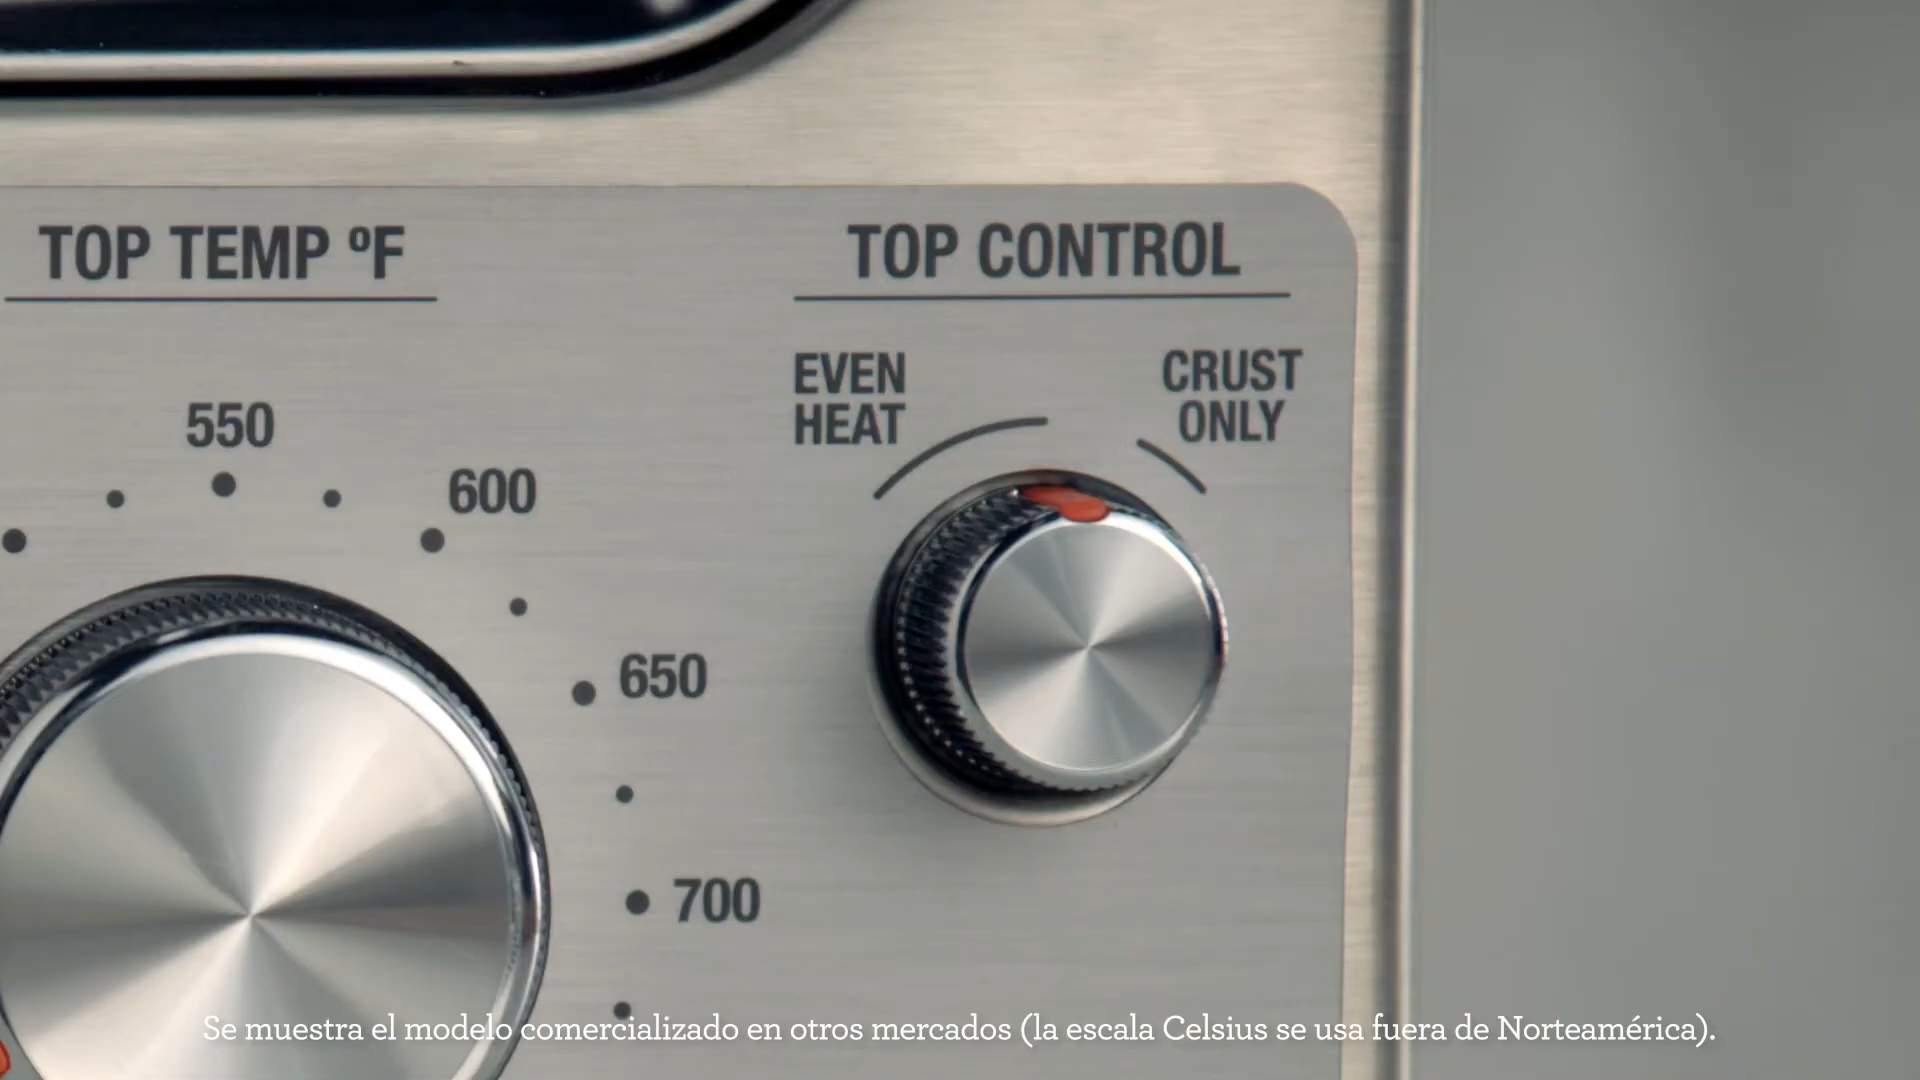 TOP TEMP ºF
TOP CONTROL
EVEN
HEAT
CRUST
ONLY
550
600
650
700
Se muestra el modelo comercializado en otros mercados (la escala Celsius se usa fuera de Norteamérica).